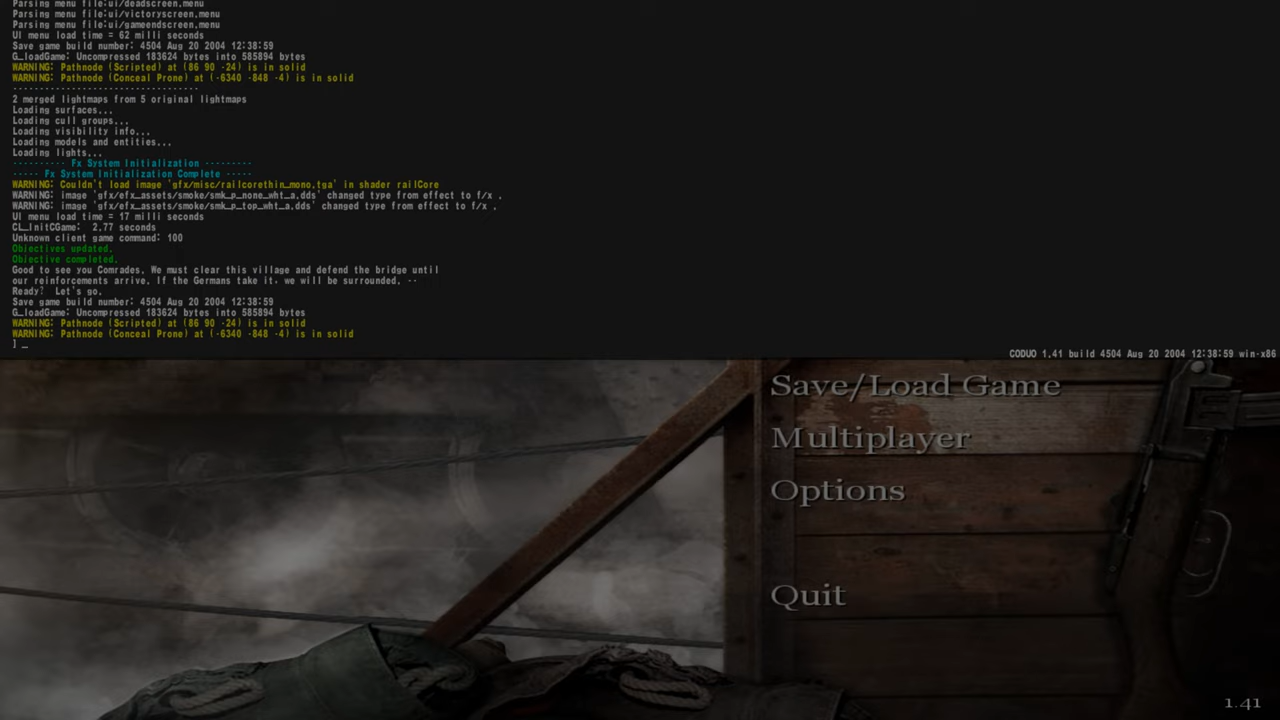 Parsing menu file:ui/deadscreen.menu
Parsing menu file:ui/victoryscreen.menu
Parsing menu file:ui/gameendscreen.menu
UI menu load time = 62 milli seconds
Save game build number: 4504 Aug 20 2004 12:38:59
G_loadGame: Uncompressed 183624 bytes into 585894 bytes
WARNING: Pathnode (Scripted) at (86 90 -24) is in solid
WARNING: Pathnode (Conceal Prone) at (-6340 -848 -4) is in solid
-----------------------------------
2 merged lightmaps from 5 original lightmaps
Loading surfaces...
Loading cull groups...
Loading visibility info...
Loading models and entities...
Loading lights...
---------- Fx System Initialization ---------
----- Fx System Initialization Complete -----
WARNING: Couldn't load image 'gfx/misc/railcorethin_mono.tga' in shader railCore
WARNING: image 'gfx/efx_assets/smoke/smk_p_none_wht_a.dds' changed type from effect to f/x .
WARNING: image 'gfx/efx_assets/smoke/smk_p_top_wht_a.dds' changed type from effect to f/x .
UI menu load time = 17 milli seconds
CL_InitCGame:  2.77 seconds
Unknown client game command: 100
Objectives updated.
Objective completed.
Good to see you Comrades. We must clear this village and defend the bridge until
our reinforcements arrive. If the Germans take it, we will be surrounded. --
Ready?  Let's go.
Save game build number: 4504 Aug 20 2004 12:38:59
G_loadGame: Uncompressed 183624 bytes into 585894 bytes
WARNING: Pathnode (Scripted) at (86 90 -24) is in solid
WARNING: Pathnode (Conceal Prone) at (-6340 -848 -4) is in solid
] _
CODUO 1.41 build 4504 Aug 20 2004 12:38:59 win-x86
Save/Load Game
Multiplayer
Options
Quit
1.41